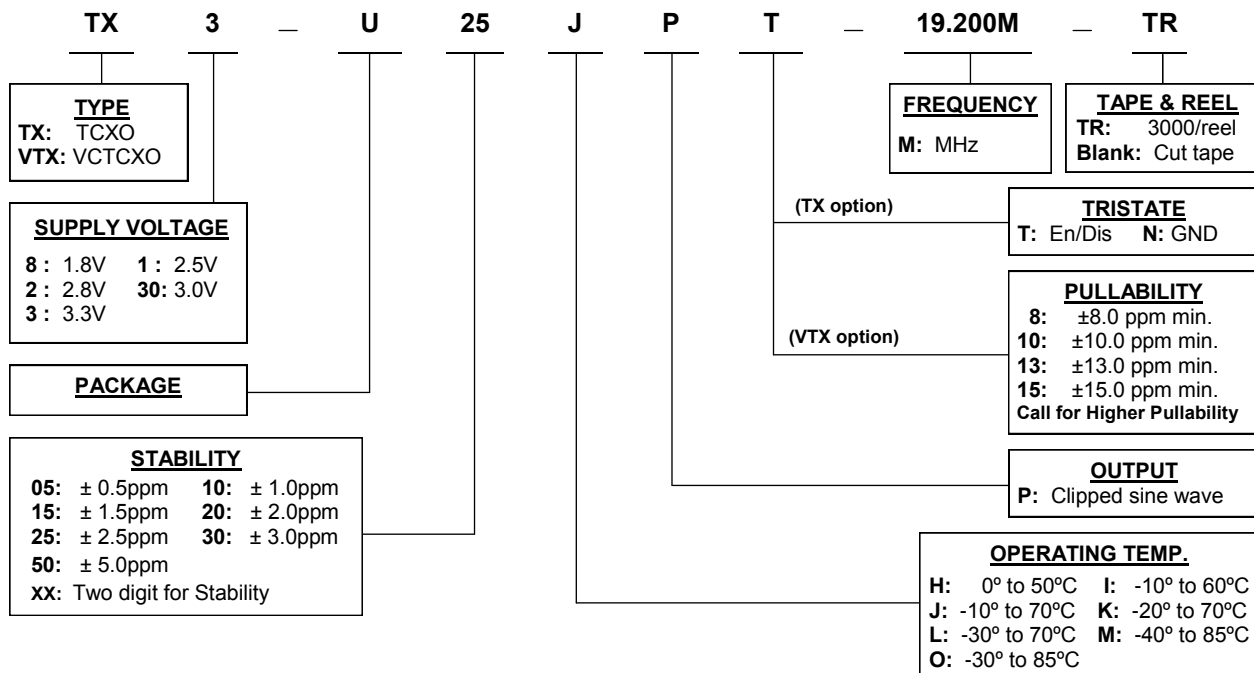 TX 3 – U 25 J P T – 19.200M – TR
TYPE
TX: TCXO
VTX: VCTCXO
FREQUENCY
M: MHz
TAPE & REEL
TR: 3000/reel
Blank: Cut tape
SUPPLY VOLTAGE
8 : 1.8V 1 : 2.5V
2 : 2.8V 30: 3.0V
3 : 3.3V
(TX option)
TRISTATE
T: En/Dis N: GND
(VTX option)
PULLABILITY
8: ±8.0 ppm min.
10: ±10.0 ppm min.
13: ±13.0 ppm min.
15: ±15.0 ppm min.
Call for Higher Pullability
PACKAGE
STABILITY
05: ± 0.5ppm 10: ± 1.0ppm
15: ± 1.5ppm 20: ± 2.0ppm
25: ± 2.5ppm 30: ± 3.0ppm
50: ± 5.0ppm
XX: Two digit for Stability
OUTPUT
P: Clipped sine wave
OPERATING TEMP.
H: 0º to 50ºC I: -10º to 60ºC
J: -10º to 70ºC K: -20º to 70ºC
L: -30º to 70ºC M: -40º to 85ºC
O: -30º to 85ºC